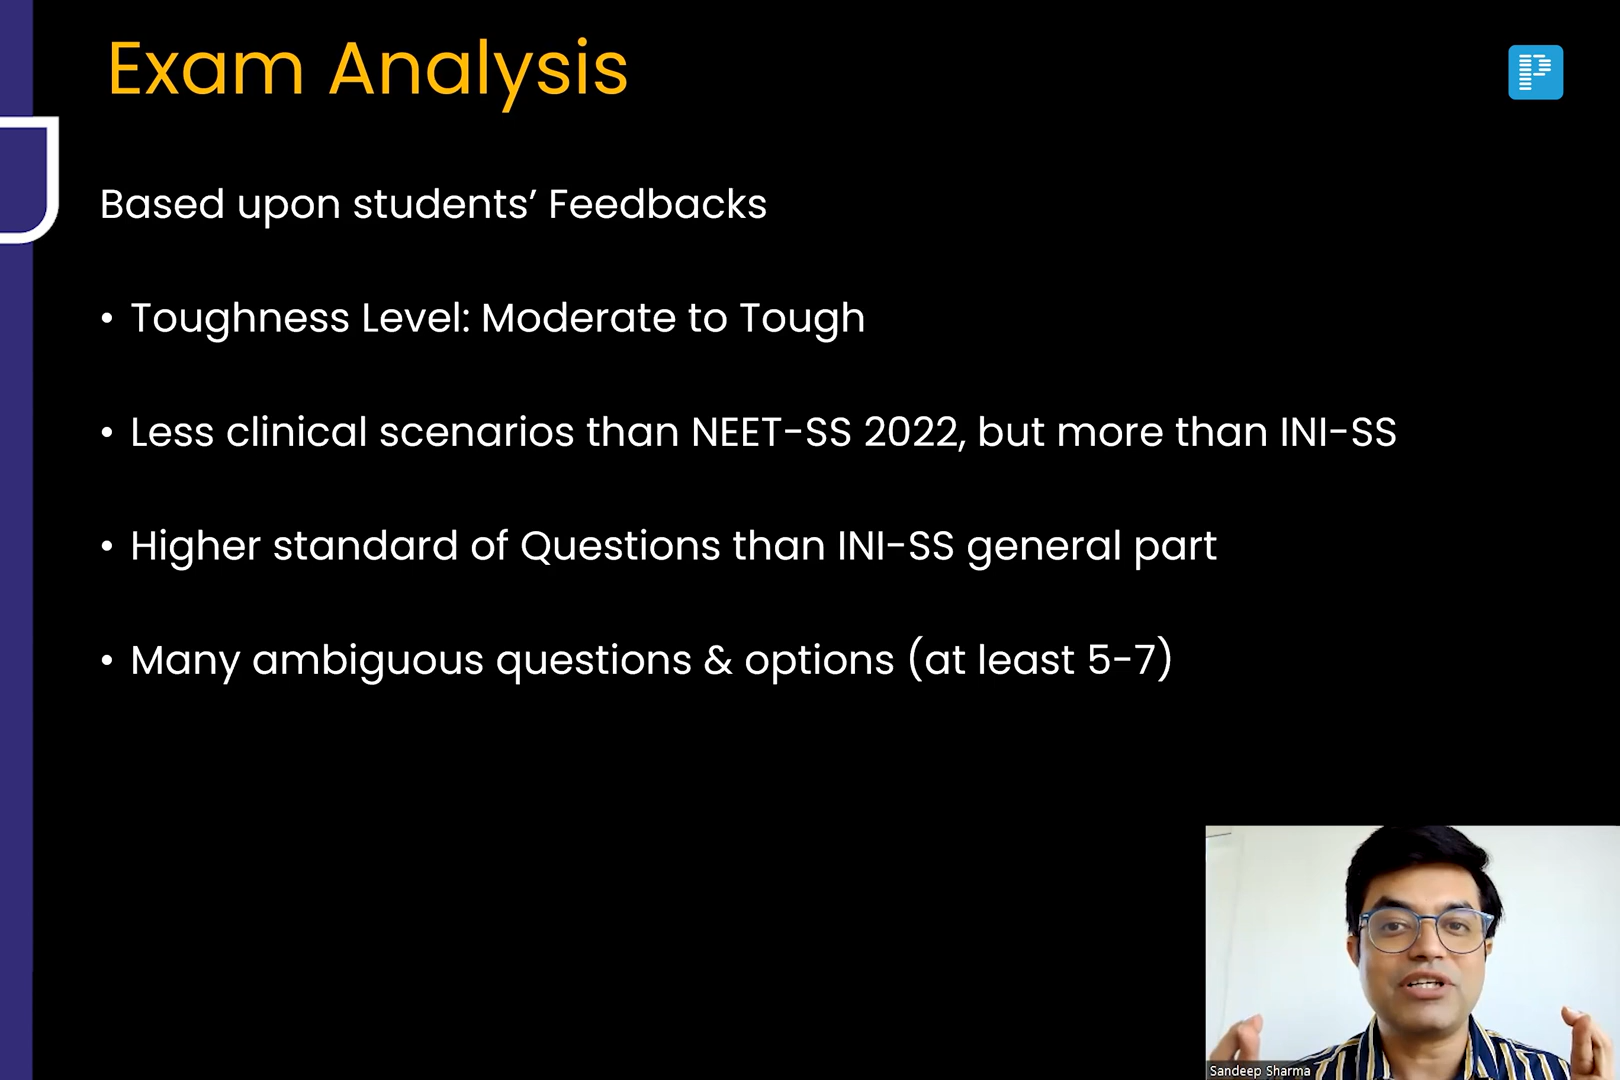 Exam Analysis
Based upon students’ Feedbacks
• Toughness Level: Moderate to Tough
• Less clinical scenarios than NEET-SS 2022, but more than INI-SS
• Higher standard of Questions than INI-SS general part
• Many ambiguous questions & options (at least 5-7)
Sandeep Sharma